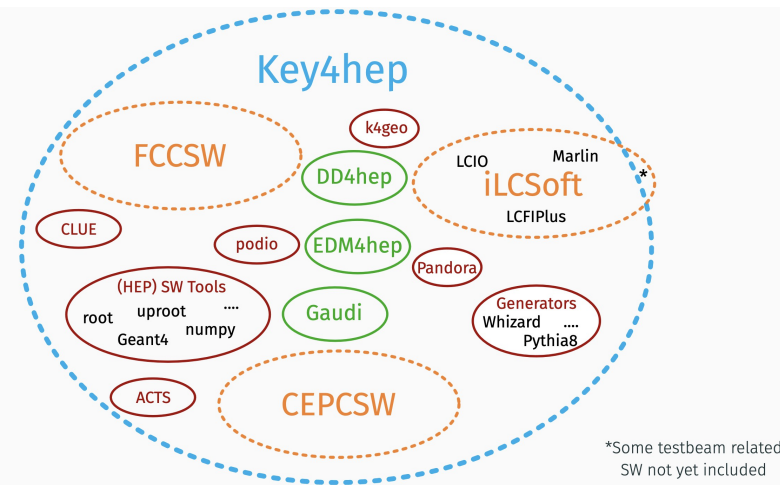 Key4hep
k4geo
FCCSW
LCIO
Marlin
*
DD4hep
iLCSoft
LCFIPlus
CLUE
podio
EDM4hep
Pandora
(HEP) SW Tools
root
uproot
....
numpy
Geant4
Gaudi
Generators
Whizard
....
Pythia8
ACTS
CEPCSW
*Some testbeam related
SW not yet included